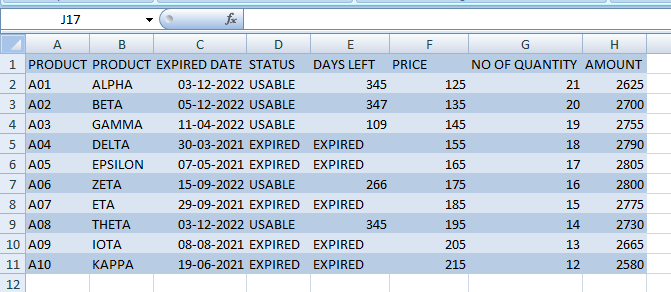 J17 fx
A B C D E F G H
1 PRODUCT PRODUCT EXPIRED DATE STATUS DAYS LEFT PRICE NO OF QUANTITY AMOUNT
2 A01 ALPHA 03-12-2022 USABLE 345 125 21 2625
3 A02 BETA 05-12-2022 USABLE 347 135 20 2700
4 A03 GAMMA 11-04-2022 USABLE 109 145 19 2755
5 A04 DELTA 30-03-2021 EXPIRED EXPIRED 155 18 2790
6 A05 EPSILON 07-05-2021 EXPIRED EXPIRED 165 17 2805
7 A06 ZETA 15-09-2022 USABLE 266 175 16 2800
8 A07 ETA 29-09-2021 EXPIRED EXPIRED 185 15 2775
9 A08 THETA 03-12-2022 USABLE 345 195 14 2730
10 A09 IOTA 08-08-2021 EXPIRED EXPIRED 205 13 2665
11 A10 KAPPA 19-06-2021 EXPIRED EXPIRED 215 12 2580
12